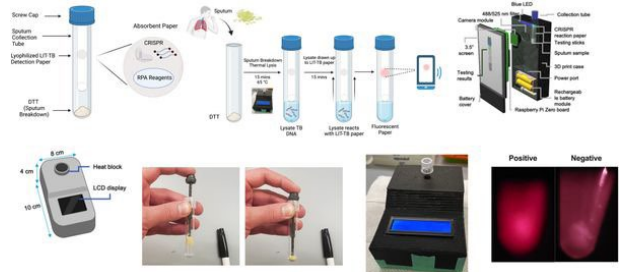 Screw Cap
Sputum
Collection
Tube
Lyophilized LIT-TB
Detection Paper
DTT
(Sputum
Breakdown)
Absorbent Paper
CRISPR
RPA Reagents
Sputum
DTT
Sputum Breakdown
Thermal Lysis
15 mins
Lysate TB
DNA
Lysate drawn up
to LIT-TB paper
15 mins
Lysate reacts
with LIT-TB paper
Fluorescent
Paper
Blue LED
488/525 nm filter
Camera module
3.5"
screen
Testing
results
Battery
cover
Collection tube
CRISPR
reaction paper
Testing sticks
Sputum sample
3D print case
Power port
Rechargeab
le battery
module
Raspberry Pi Zero board
6 cm
4 cm
10 cm
Heat block
LCD display
Positive
Negative